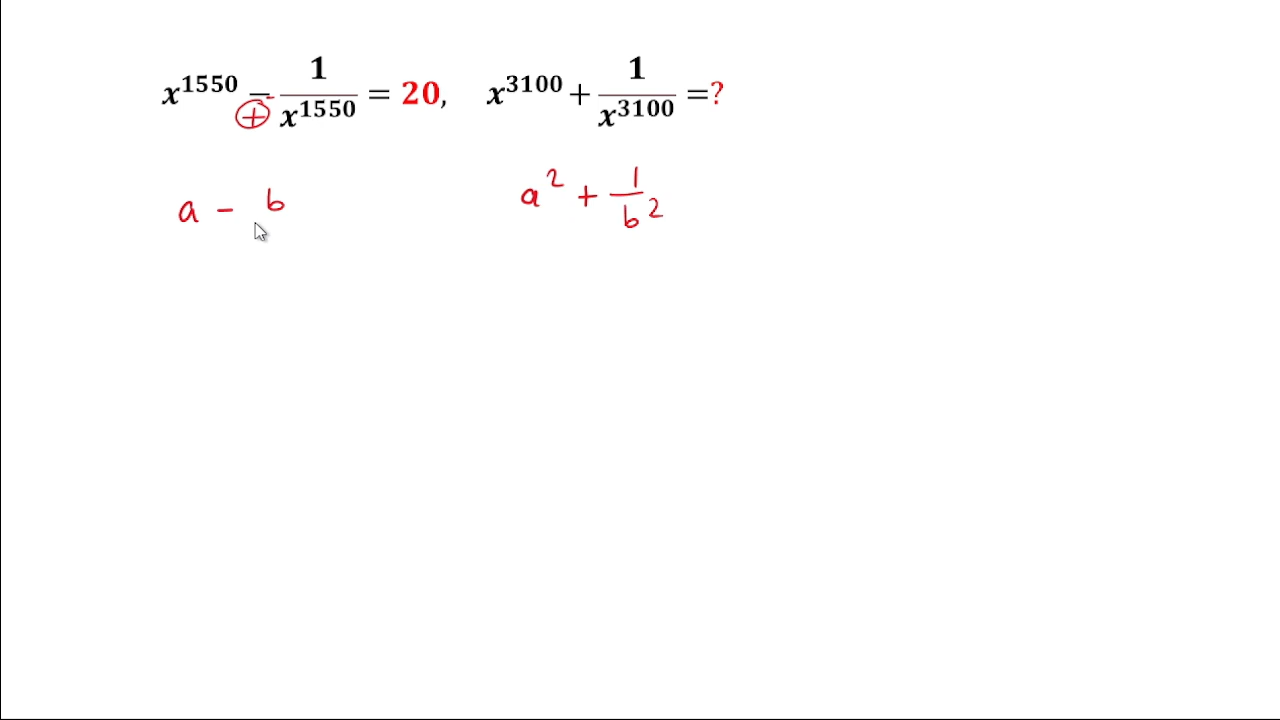 x^1550 − 1/x^1550 = 20, x^3100 + 1/x^3100 =?
+
a − b a^2 + 1/b^2